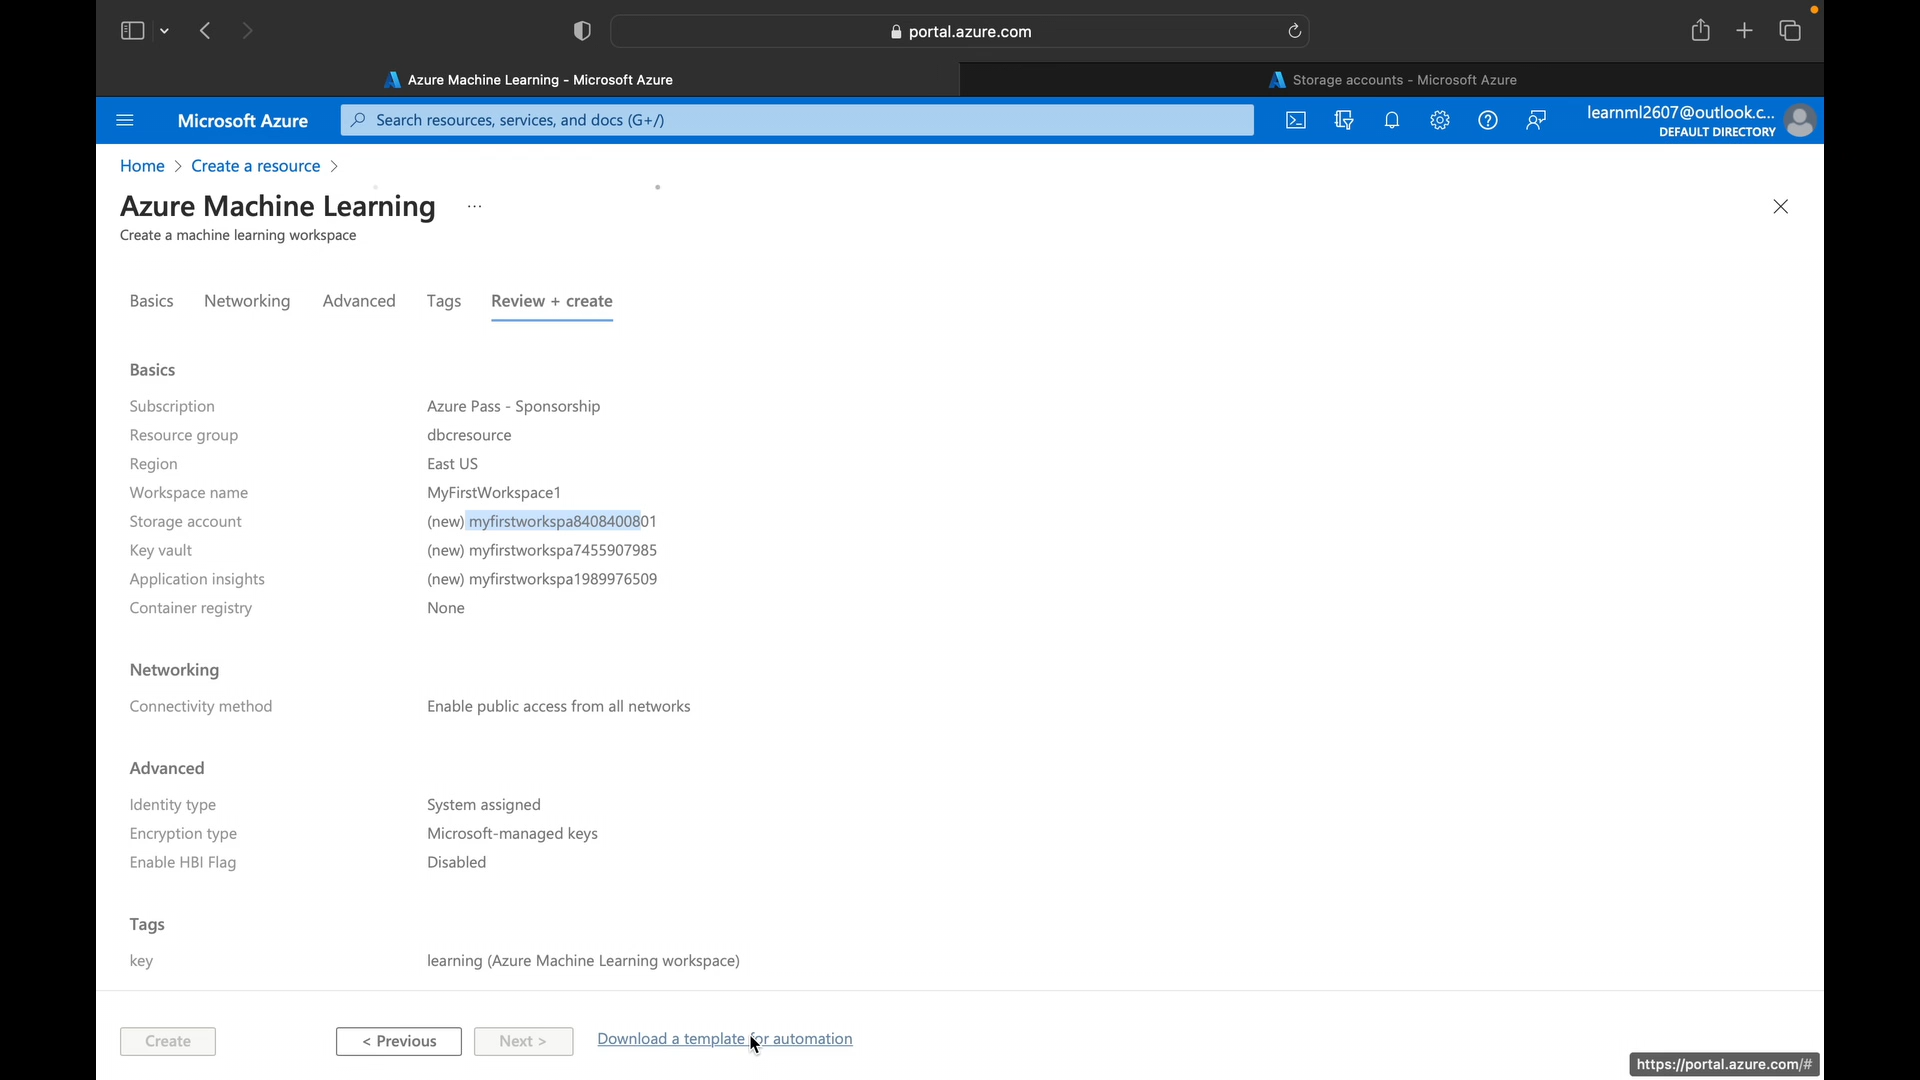 portal.azure.com
Azure Machine Learning - Microsoft Azure
Storage accounts - Microsoft Azure
Microsoft Azure
Search resources, services, and docs (G+/)
learnml2607@outlook.c...
DEFAULT DIRECTORY
Home > Create a resource >
Azure Machine Learning ...
Create a machine learning workspace
Basics Networking Advanced Tags Review + create
Basics
Subscription Azure Pass - Sponsorship
Resource group dbcresource
Region East US
Workspace name MyFirstWorkspace1
Storage account (new) myfirstworkspa8408400801
Key vault (new) myfirstworkspa7455907985
Application insights (new) myfirstworkspa1989976509
Container registry None
Networking
Connectivity method Enable public access from all networks
Advanced
Identity type System assigned
Encryption type Microsoft-managed keys
Enable HBI Flag Disabled
Tags
key learning (Azure Machine Learning workspace)
Create < Previous Next > Download a template for automation
https://portal.azure.com/#